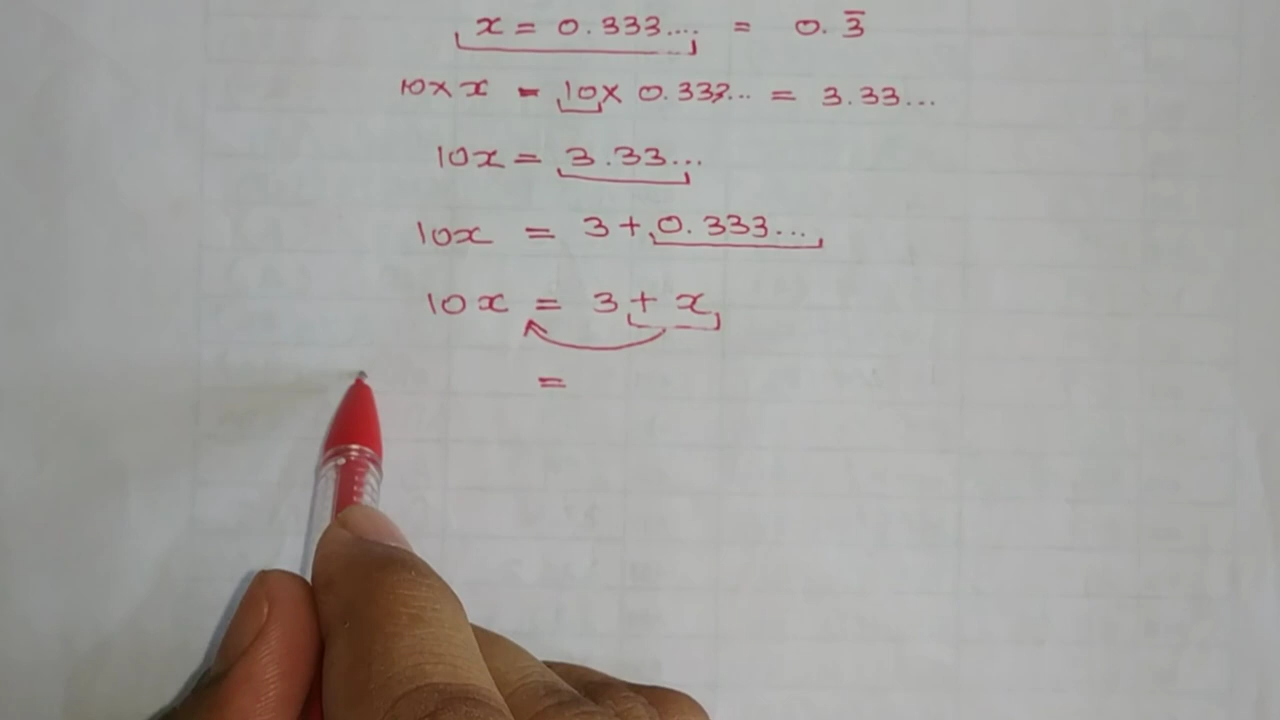 x = 0.333.... = 0.3̅
10 × x = 10 × 0.333... = 3.33...
10x = 3.33...
10x = 3 + 0.333...
10x = 3 + x
=